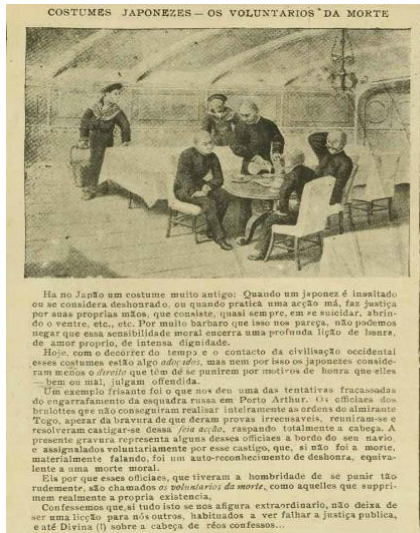 COSTUMES JAPONEZES — OS VOLUNTARIOS DA MORTE
Ha no Japão um costume muito antigo: Quando um japonez é insultado
ou se considera deshonrado, ou quando pratica uma acção má, faz justiça
por suas proprias mãos, que consiste, quasi sempre, em se suicidar, abrin-
do o ventre, etc., etc. Por muito barbaro que isso nos pareça, não podemos
negar que essa sensibilidade moral encerra uma profunda lição de honra,
de amor proprio, de intensa dignidade.
Hoje, com o decorrer do tempo e o contacto da civilisação occidental
esses costumes estão algo adoçados, mas nem por isso os japonezes conside-
ram menos o direito que têm de se punirem por motivos de honra que elles
—bem ou mal, julgam offendida.
Um exemplo frisante foi o que nos deu uma das tentativas fracassadas
do engarrafamento da esquadra russa em Porto Arthur. Os officiaes dos
brulottes que não conseguiram realisar inteiramente as ordens do almirante
Togo, apezar da bravura de que deram provas irrecusaveis, reuniram-se e
resolveram castigar-se dessa feia acção, raspando totalmente a cabeça. A
presente gravura representa alguns desses officiaes a bordo do seu navio,
e assignalados voluntariamente por esse castigo, que, si não foi a morte,
materialmente falando, foi um auto-reconhecimento de deshonra, equiva-
lente a uma morte moral.
Eis por que esses officiaes, que tiveram a hombridade de se punir tão
rudemente, são chamados os voluntarios da morte, como aquelles que suppri-
mem realmente a propria existencia.
Confessemos que, si tudo isto se nos afigura extraordinario, não deixa de
ser uma licção para nós outros, habituados a ver falhar a justiça publica,
e até Divina (!) sobre a cabeça de réos confessos...